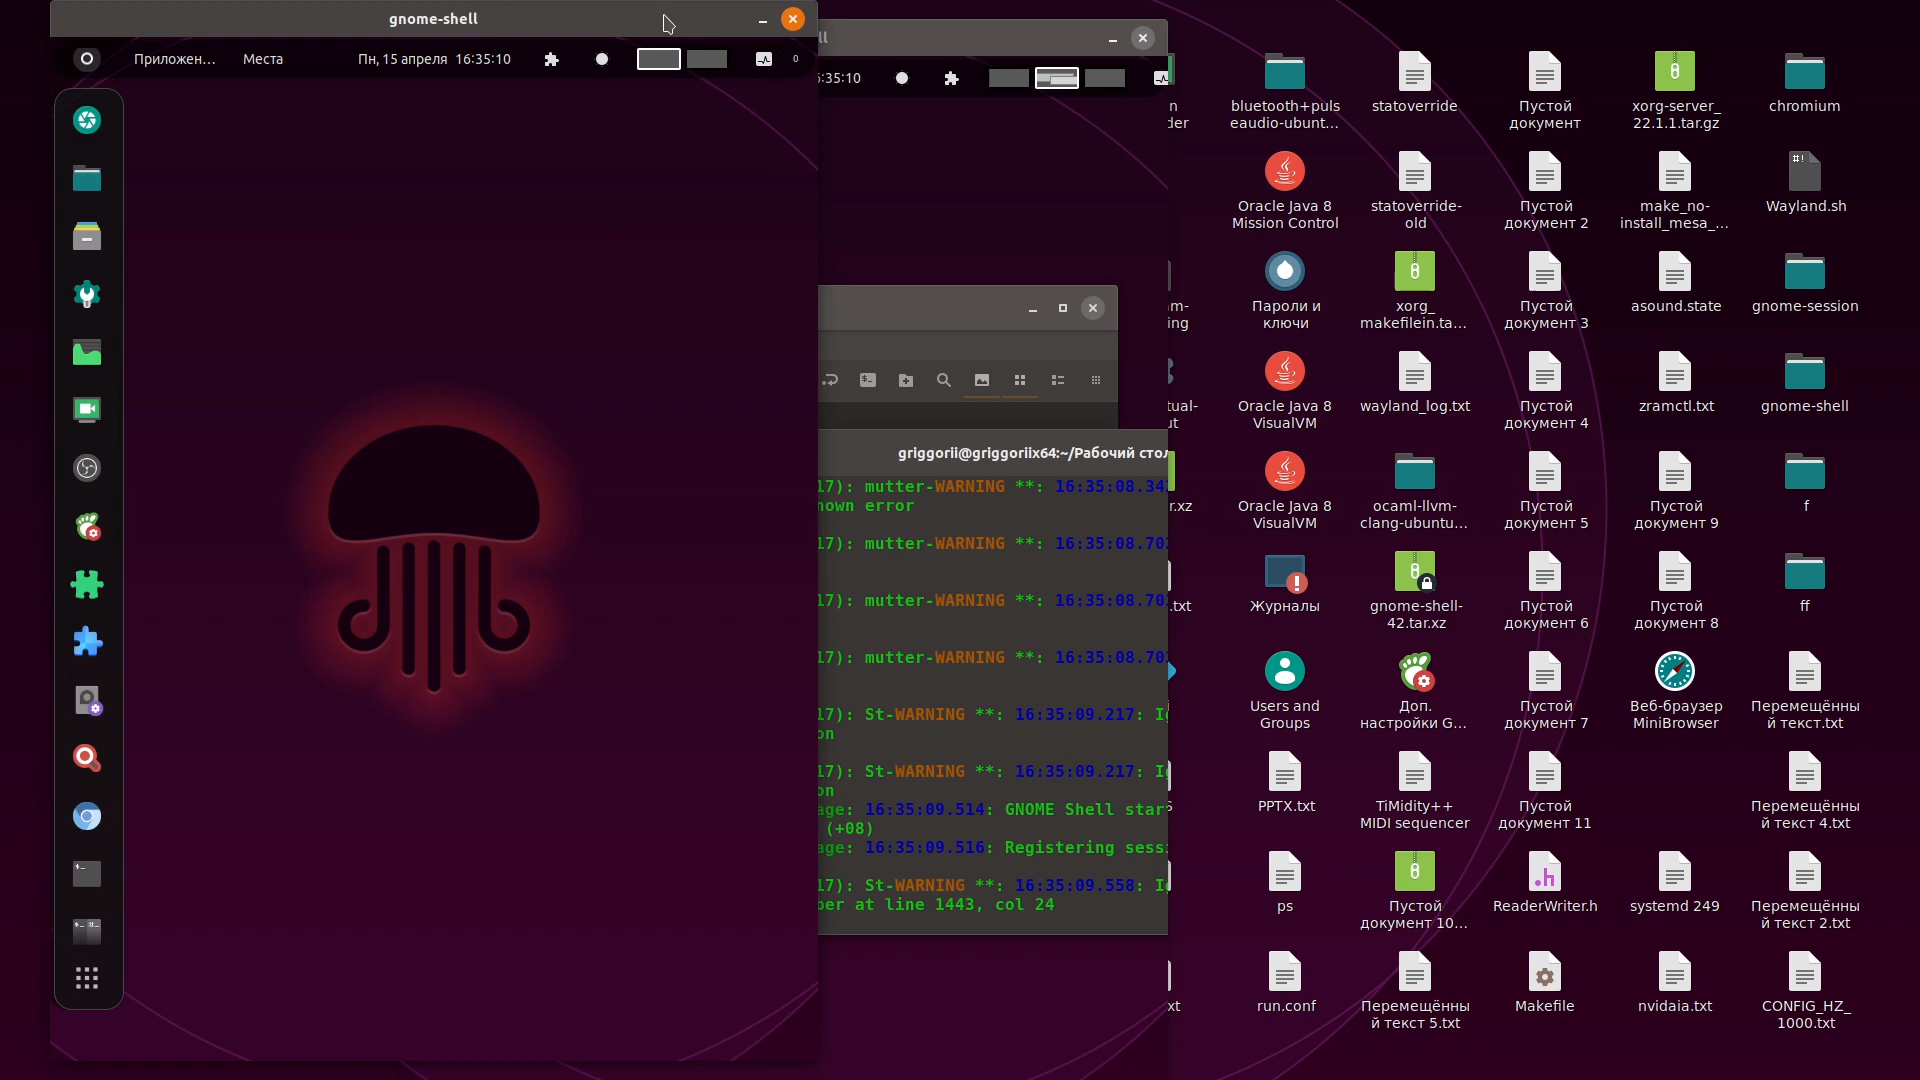 gnome-shell
Приложен...
Места
Пн, 15 апреля 16:35:10
0
:35:10
griggorii@griggoriix64:~/Рабочий стол
17): mutter-WARNING **: 16:35:08.34
nown error
17): mutter-WARNING **: 16:35:08.70
17): mutter-WARNING **: 16:35:08.70
17): mutter-WARNING **: 16:35:08.70
17): St-WARNING **: 16:35:09.217: Ig
on
17): St-WARNING **: 16:35:09.217: Ig
on
age: 16:35:09.514: GNOME Shell star
(+08)
age: 16:35:09.516: Registering sess
17): St-WARNING **: 16:35:09.558: Ig
ber at line 1443, col 24
bluetooth+puls
eaudio-ubunt...
statoverride
Пустой
документ
xorg-server_
22.1.1.tar.gz
chromium
Oracle Java 8
Mission Control
statoverride-
old
Пустой
документ 2
make_no-
install_mesa_...
Wayland.sh
Пароли и
ключи
xorg_
makefilein.ta...
Пустой
документ 3
asound.state
gnome-session
Oracle Java 8
VisualVM
wayland_log.txt
Пустой
документ 4
zramctl.txt
gnome-shell
r.xz
Oracle Java 8
VisualVM
ocaml-llvm-
clang-ubuntu...
Пустой
документ 5
Пустой
документ 9
f
.txt
Журналы
gnome-shell-
42.tar.xz
Пустой
документ 6
Пустой
документ 8
ff
Users and
Groups
Доп.
настройки G...
Пустой
документ 7
Веб-браузер
MiniBrowser
Перемещённы
й текст.txt
PPTX.txt
TiMidity++
MIDI sequencer
Пустой
документ 11
Перемещённы
й текст 4.txt
ps
Пустой
документ 10...
ReaderWriter.h
systemd 249
Перемещённы
й текст 2.txt
xt
run.conf
Перемещённы
й текст 5.txt
Makefile
nvidaia.txt
CONFIG_HZ_
1000.txt